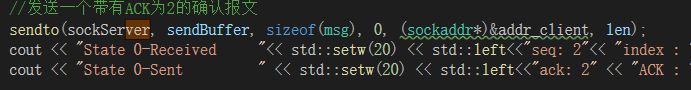 //发送一个带有ACK为2的确认报文
sendto(sockServer, sendBuffer, sizeof(msg), 0, (sockaddr*)&addr_client, len);
cout << "State 0-Received     "<< std::setw(20) << std::left<<"seq: 2"<< "index :
cout << "State 0-Sent         " << std::setw(20) << std::left<<"ack: 2" << "ACK :